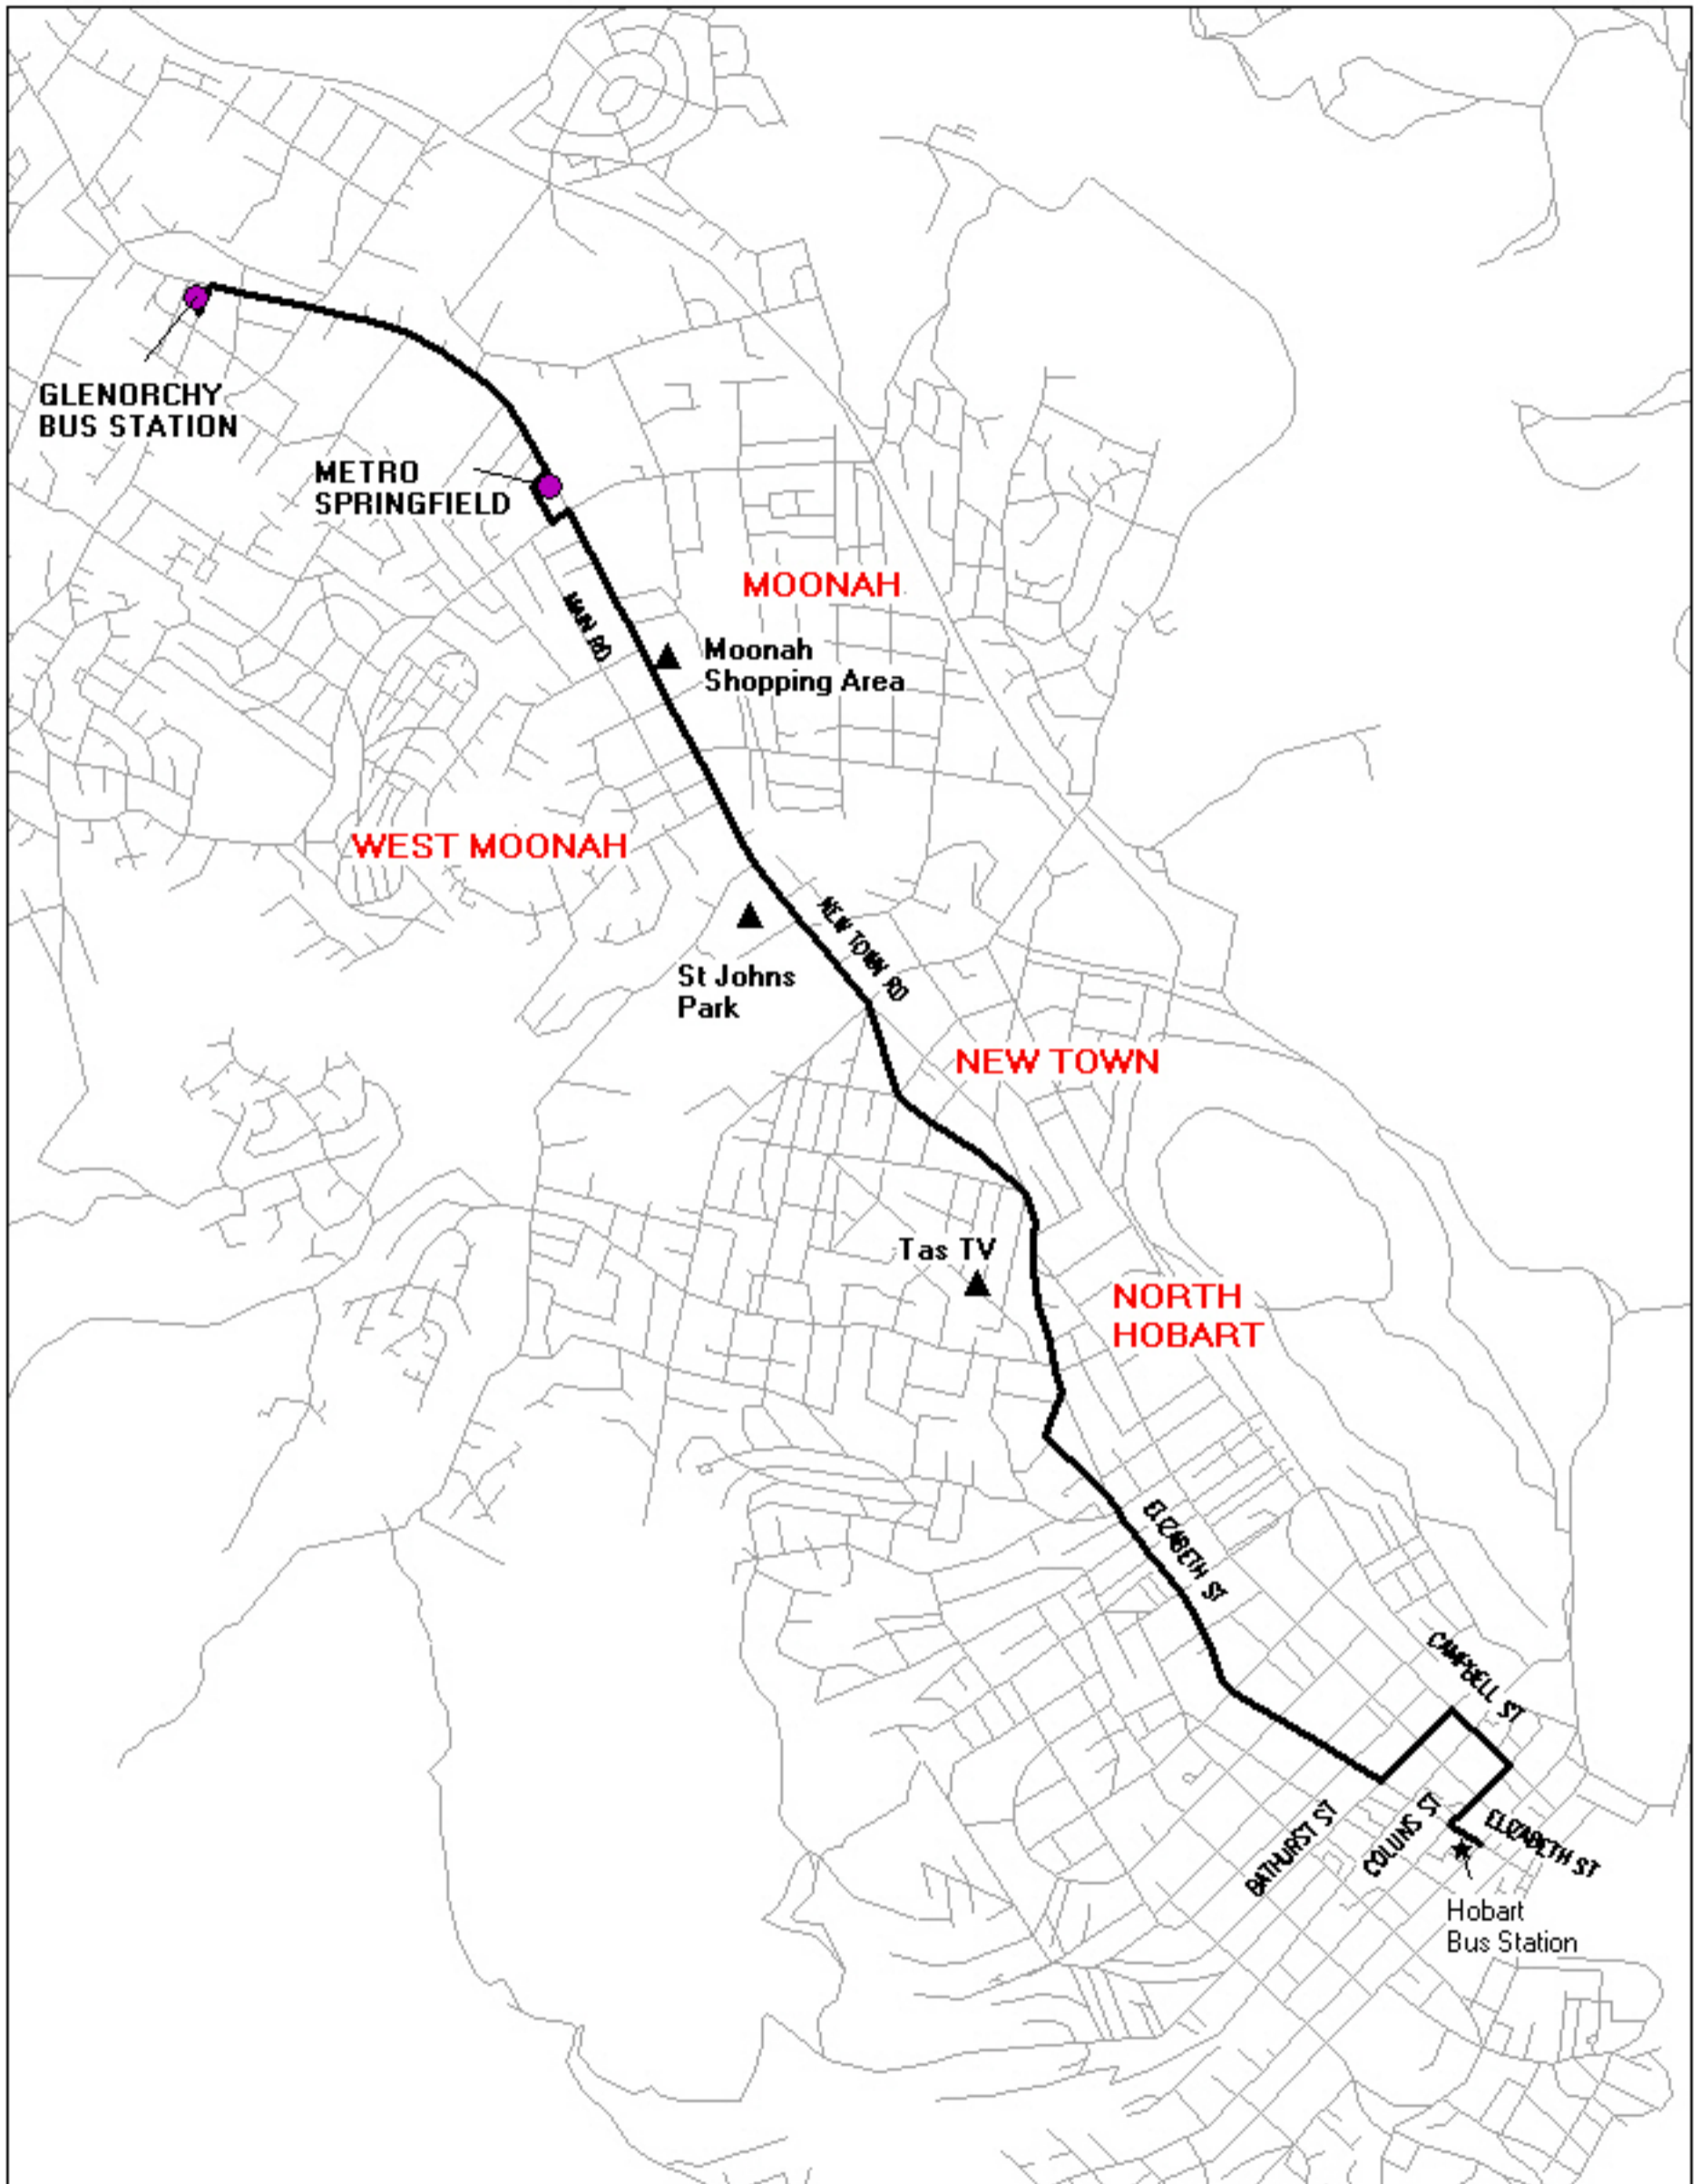 GLENORCHY
BUS STATION
METRO
SPRINGFIELD
MOONAH
MAIN RD
Moonah
Shopping Area
WEST MOONAH
NEW TOWN RD
St Johns
Park
NEW TOWN
Tas TV
NORTH
HOBART
ELIZABETH ST
CAMPBELL ST
BATHURST ST
COLLINS ST
ELIZABETH ST
Hobart
Bus Station